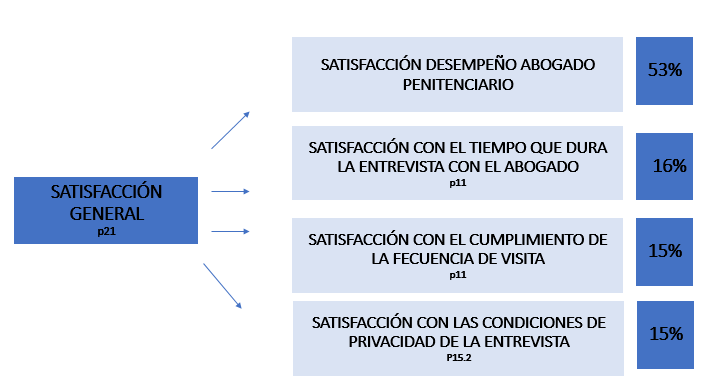 SATISFACCIÓN DESEMPEÑO ABOGADO
PENITENCIARIO
53%
SATISFACCIÓN CON EL TIEMPO QUE DURA
LA ENTREVISTA CON EL ABOGADO
p11
16%
SATISFACCIÓN
GENERAL
p21
SATISFACCIÓN CON EL CUMPLIMIENTO DE
LA FECUENCIA DE VISITA
p11
15%
SATISFACCIÓN CON LAS CONDICIONES DE
PRIVACIDAD DE LA ENTREVISTA
P15.2
15%